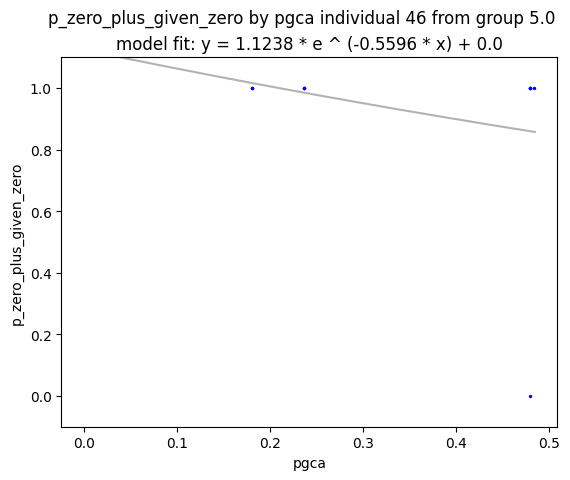 p_zero_plus_given_zero by pgca individual 46 from group 5.0
model fit: y = 1.1238 * e ^ (-0.5596 * x) + 0.0
1.0
0.8
0.6
0.4
0.2
0.0
p_zero_plus_given_zero
0.0 0.1 0.2 0.3 0.4 0.5
pgca